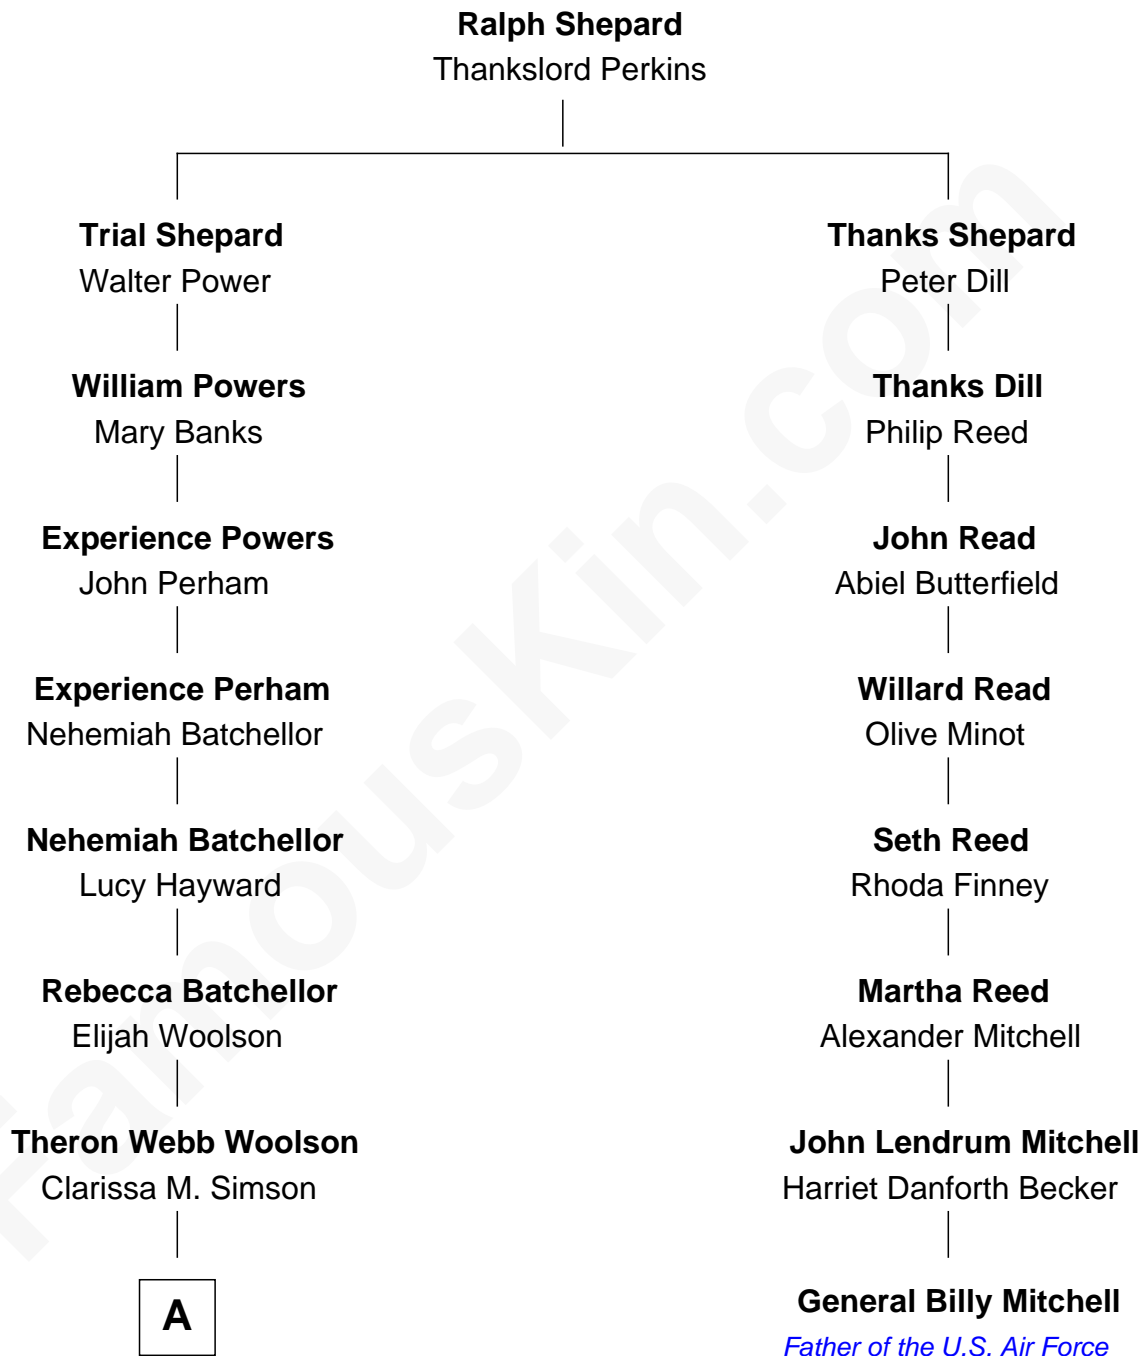 Ralph Shepard
Thankslord Perkins
Trial Shepard
Walter Power
Thanks Shepard
Peter Dill
William Powers
Mary Banks
Thanks Dill
Philip Reed
Experience Powers
John Perham
John Read
Abiel Butterfield
Experience Perham
Nehemiah Batchellor
Willard Read
Olive Minot
Nehemiah Batchellor
Lucy Hayward
Seth Reed
Rhoda Finney
Rebecca Batchellor
Elijah Woolson
Martha Reed
Alexander Mitchell
Theron Webb Woolson
Clarissa M. Simson
John Lendrum Mitchell
Harriet Danforth Becker
A
General Billy Mitchell
Father of the U.S. Air Force
FamousKin.com